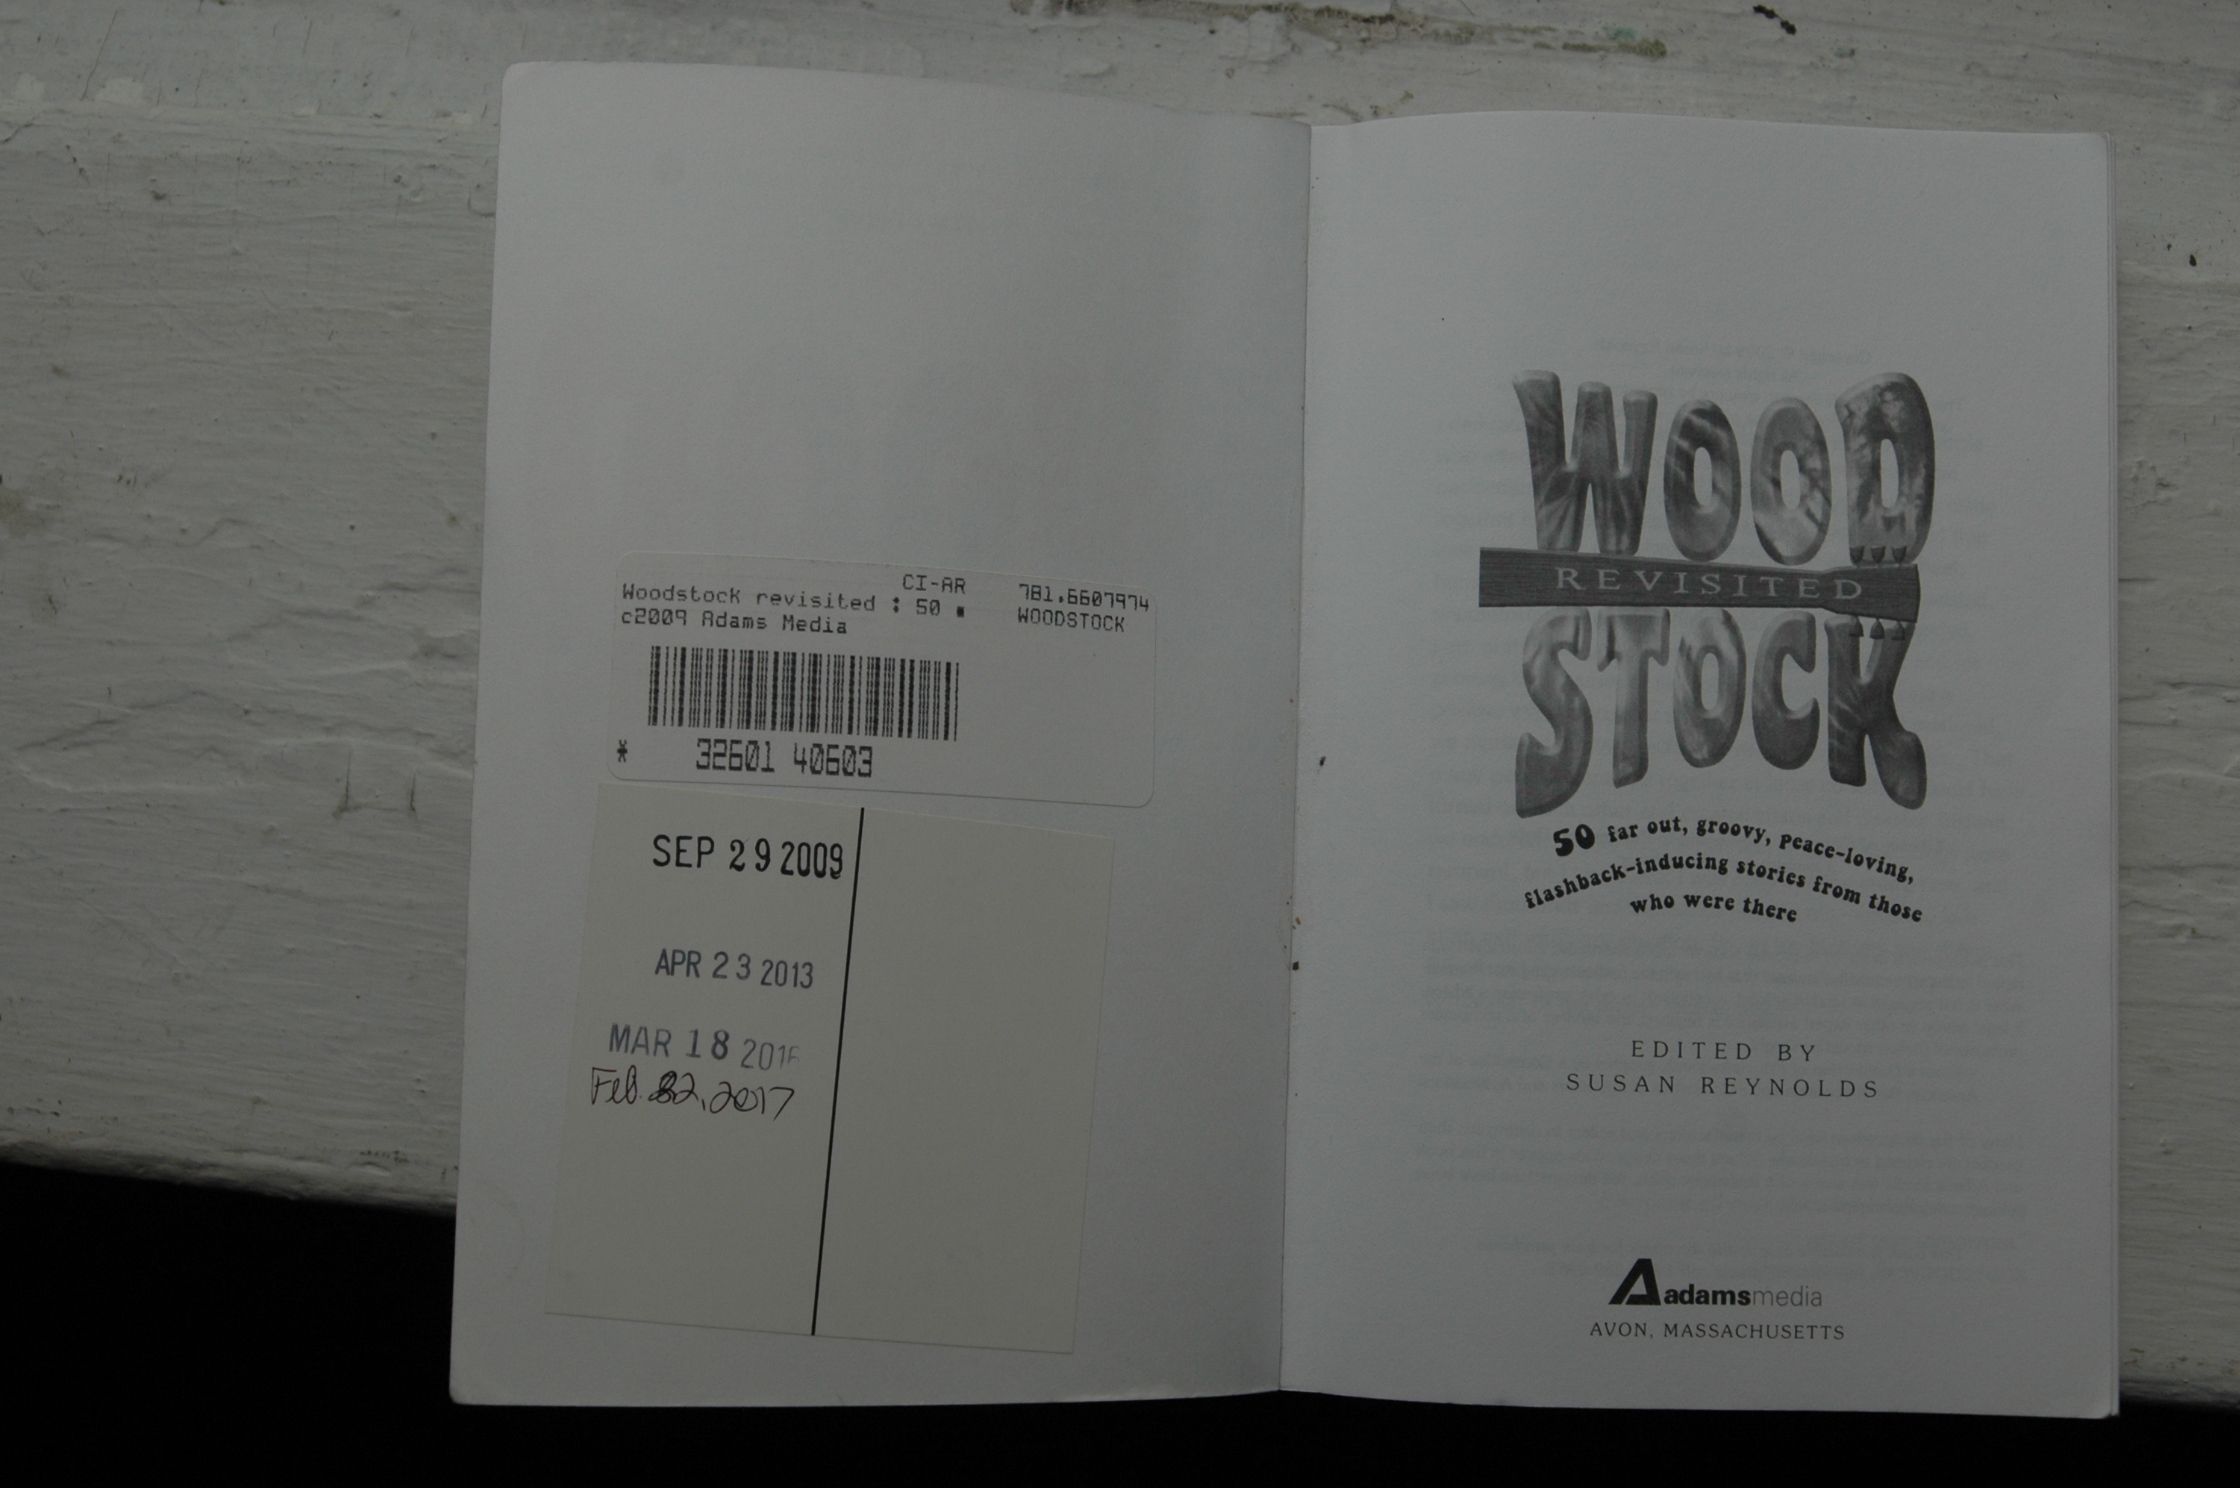 CI-AR 781.6607974
Woodstock revisited : 50 WOODSTOCK
c2009 Adams Media
* 32601 40603
SEP 29 2009
APR 23 2013
MAR 18
Feb. 22, 2017
WOOD
REVISITED
STOCK
50 far out, groovy, peace-loving,
flashback-inducing stories from those
who were there
EDITED BY
SUSAN REYNOLDS
A adamsmedia
AVON, MASSACHUSETTS